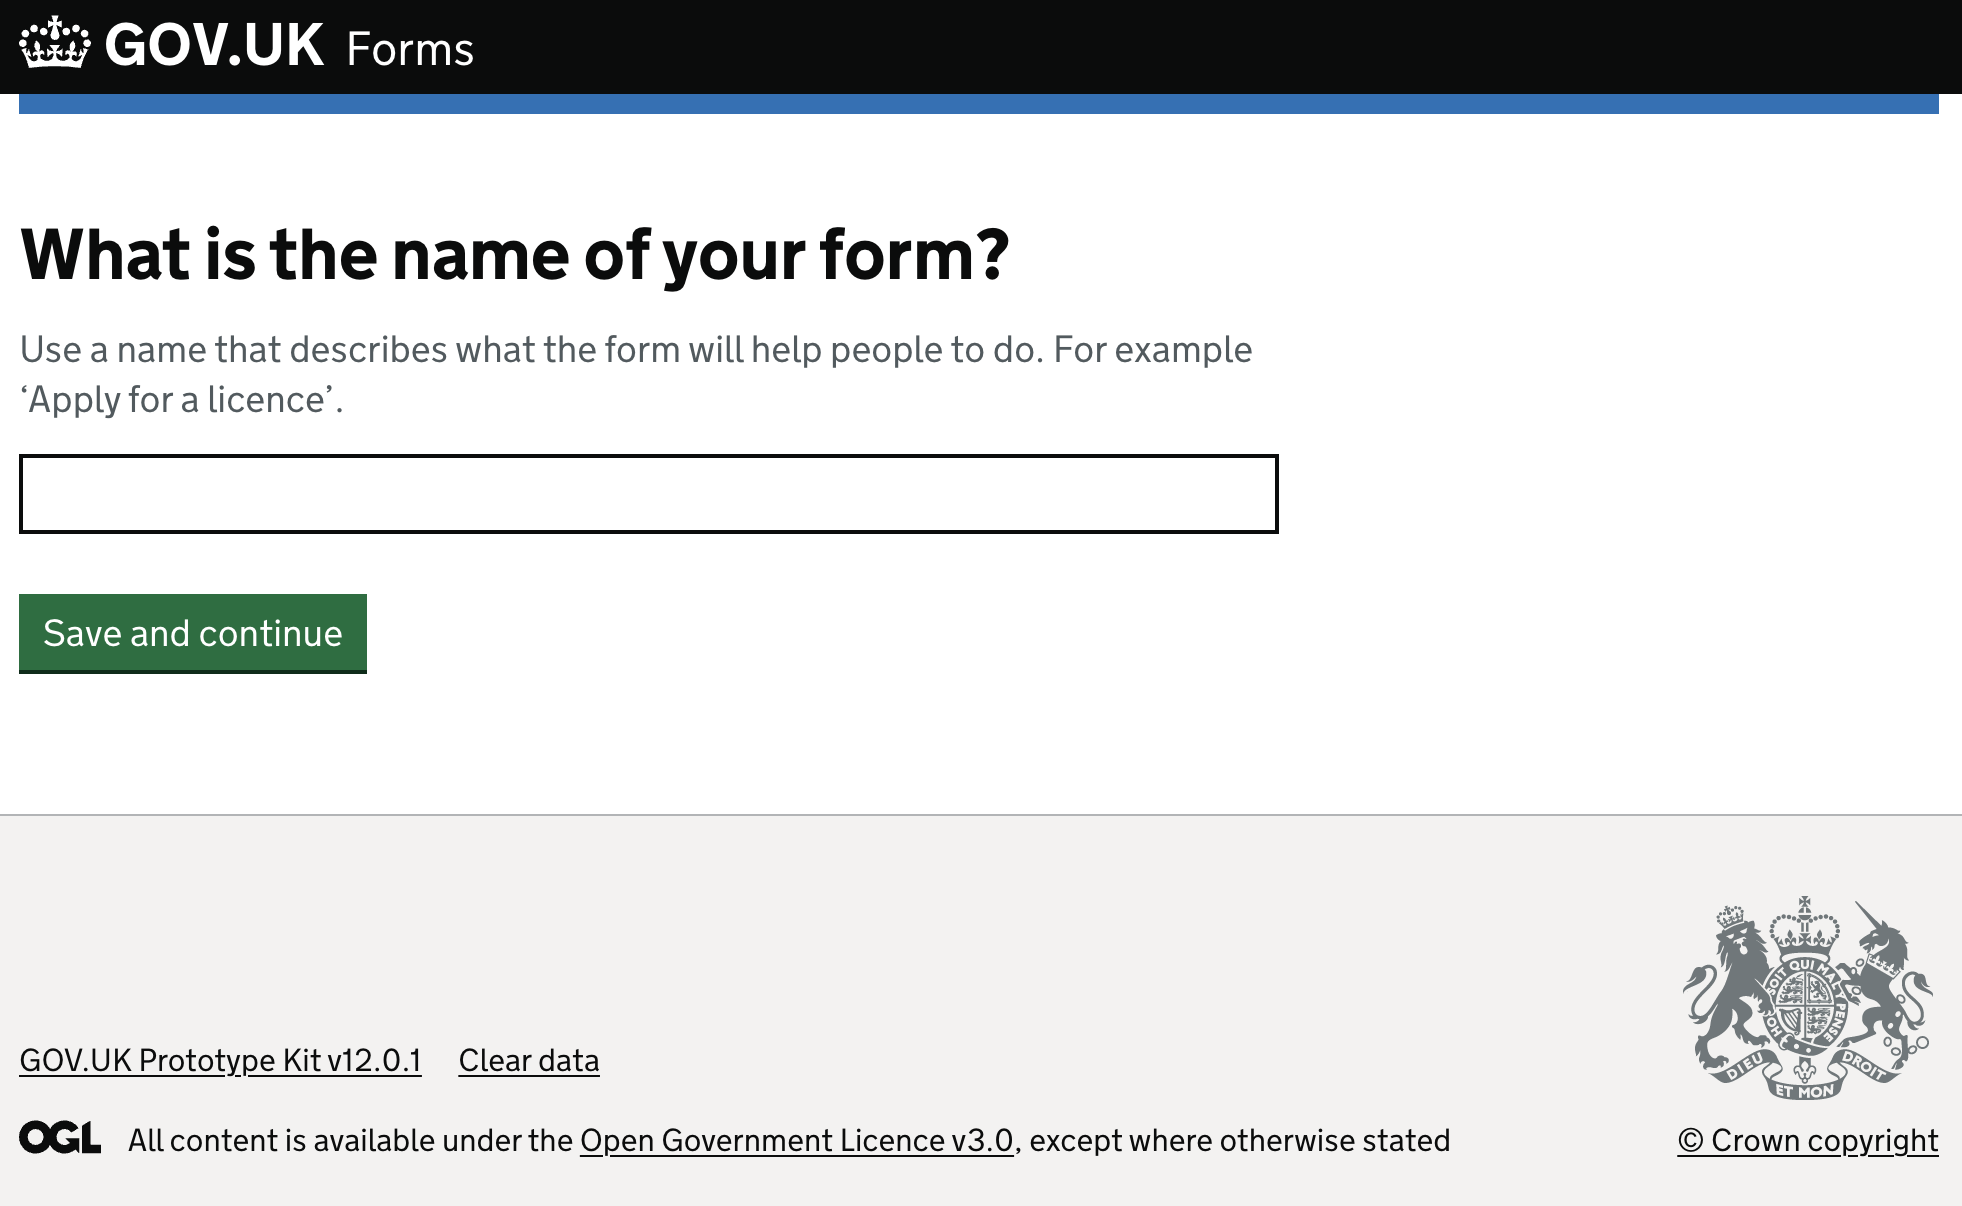 GOV.UK Forms
What is the name of your form?
Use a name that describes what the form will help people to do. For example
‘Apply for a licence’.
Save and continue
GOV.UK Prototype Kit v12.0.1 Clear data
SOIT QUI MAL Y PENSE
HO
DIEU ET MON DROIT
OGL All content is available under the Open Government Licence v3.0, except where otherwise stated
© Crown copyright